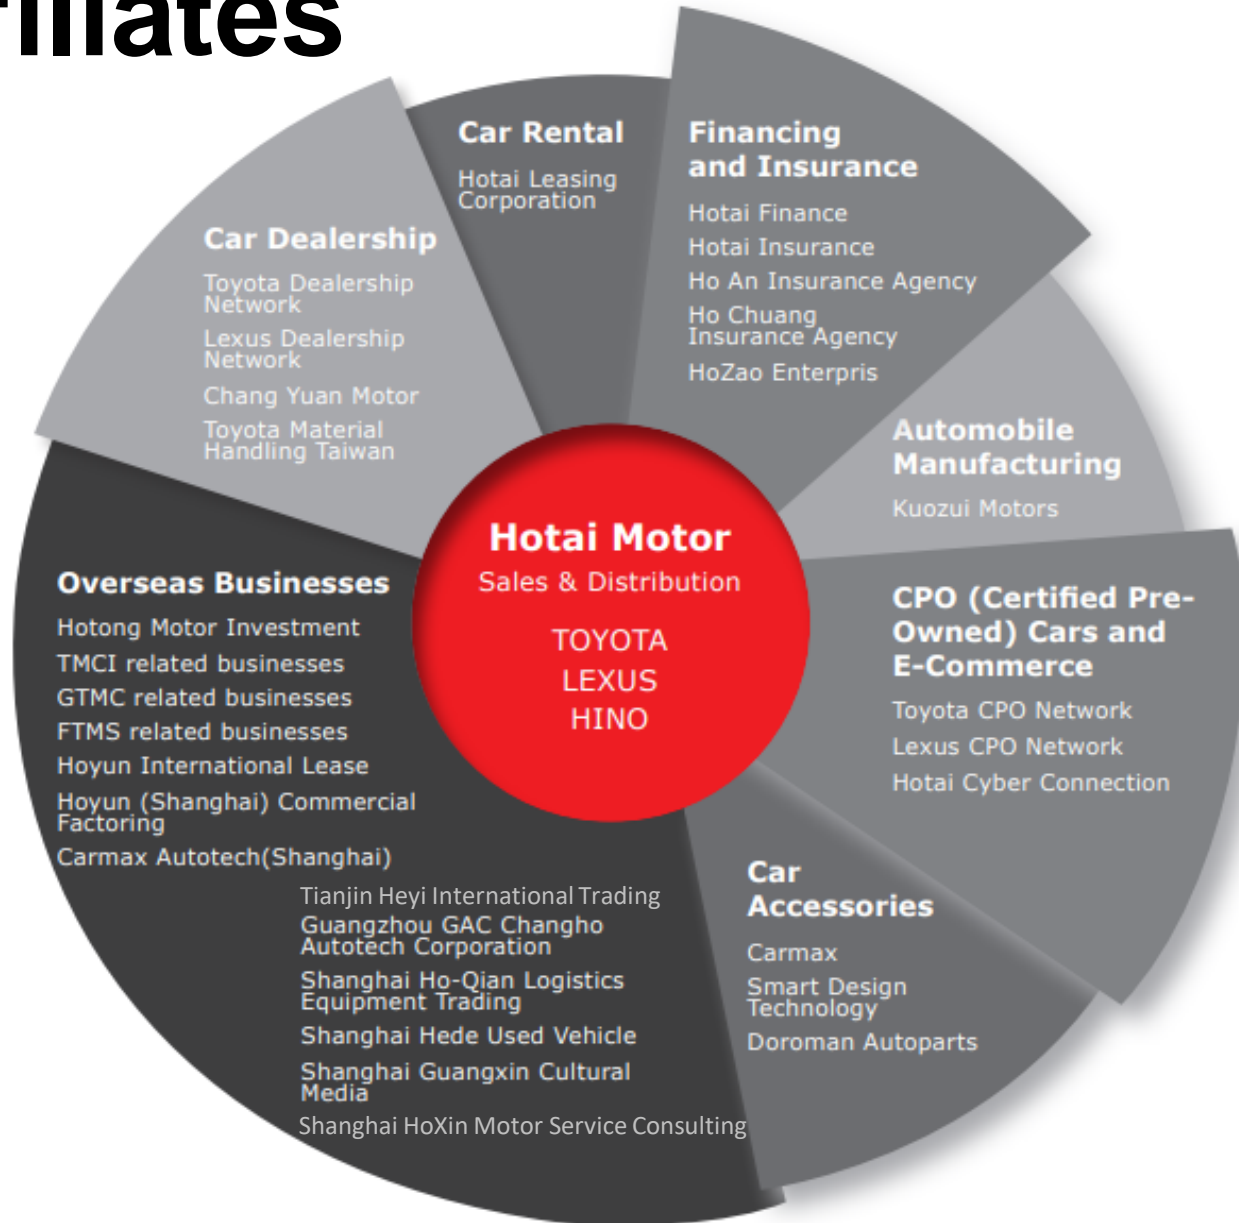 Car Rental
Hotai Leasing
Corporation
Financing
and Insurance
Hotai Finance
Hotai Insurance
Ho An Insurance Agency
Ho Chuang
Insurance Agency
HoZao Enterpris
Car Dealership
Toyota Dealership
Network
Lexus Dealership
Network
Chang Yuan Motor
Toyota Material
Handling Taiwan
Automobile
Manufacturing
Kuozui Motors
Hotai Motor
Sales & Distribution
TOYOTA
LEXUS
HINO
CPO (Certified Pre-
Owned) Cars and
E-Commerce
Toyota CPO Network
Lexus CPO Network
Hotai Cyber Connection
Overseas Businesses
Hotong Motor Investment
TMCI related businesses
GTMC related businesses
FTMS related businesses
Hoyun International Lease
Hoyun (Shanghai) Commercial
Factoring
Carmax Autotech(Shanghai)
Tianjin Heyi International Trading
Guangzhou GAC Changho
Autotech Corporation
Shanghai Ho-Qian Logistics
Equipment Trading
Shanghai Hede Used Vehicle
Shanghai Guangxin Cultural
Media
Shanghai HoXin Motor Service Consulting
Car
Accessories
Carmax
Smart Design
Technology
Doroman Autoparts